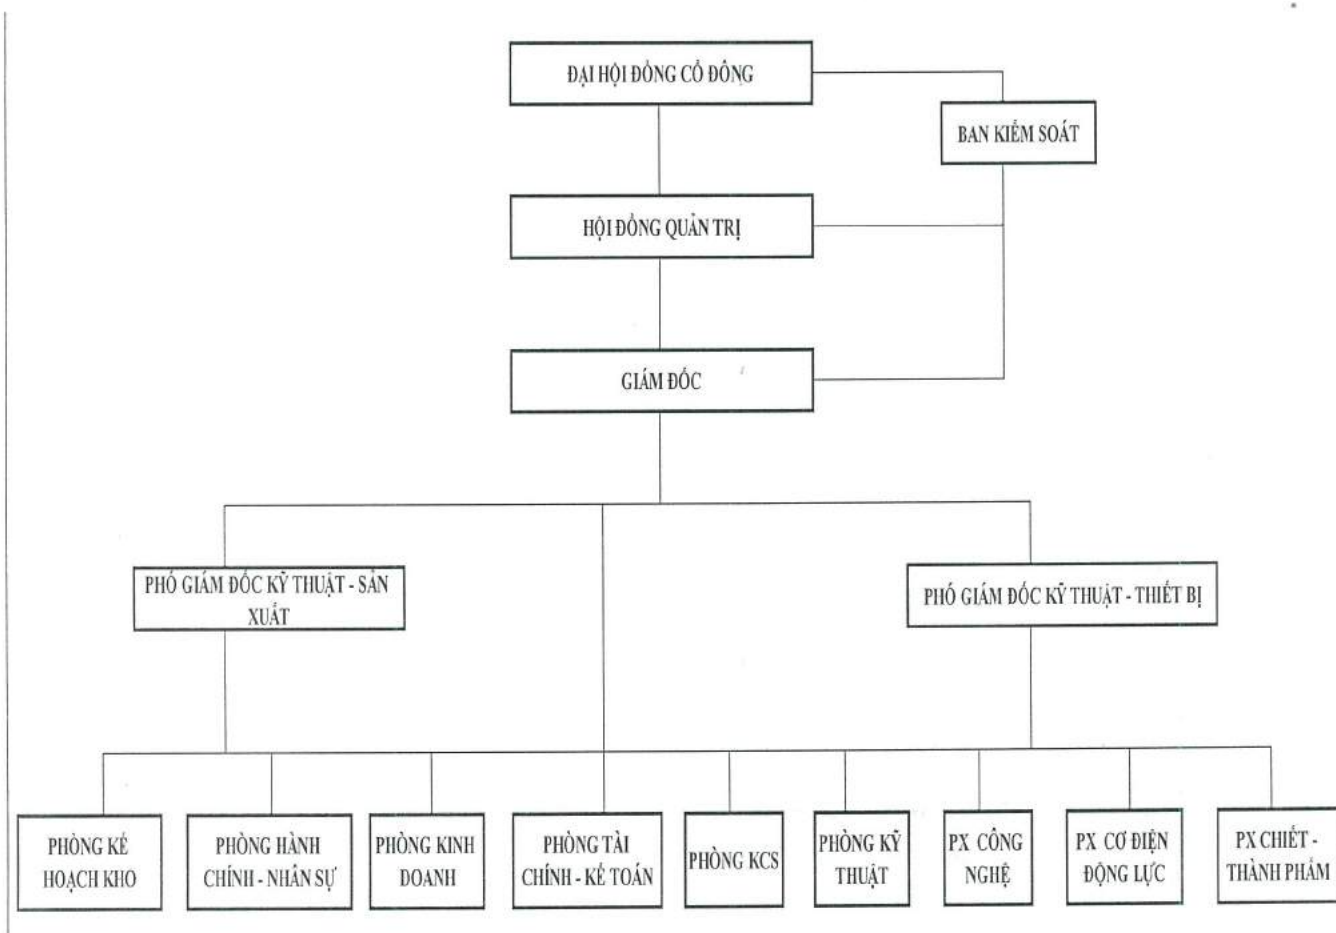 ĐẠI HỘI ĐỒNG CỔ ĐÔNG
BAN KIỂM SOÁT
HỘI ĐỒNG QUẢN TRỊ
GIÁM ĐỐC
PHÓ GIÁM ĐỐC KỸ THUẬT - SẢN
XUẤT
PHÓ GIÁM ĐỐC KỸ THUẬT - THIẾT BỊ
PHÒNG KẾ
HOẠCH KHO
PHÒNG HÀNH
CHÍNH - NHÂN SỰ
PHÒNG KINH
DOANH
PHÒNG TÀI
CHÍNH - KẾ TOÁN
PHÒNG KCS
PHÒNG KỸ
THUẬT
PX CÔNG
NGHỆ
PX CƠ ĐIỆN
ĐỘNG LỰC
PX CHIẾT -
THÀNH PHẨM